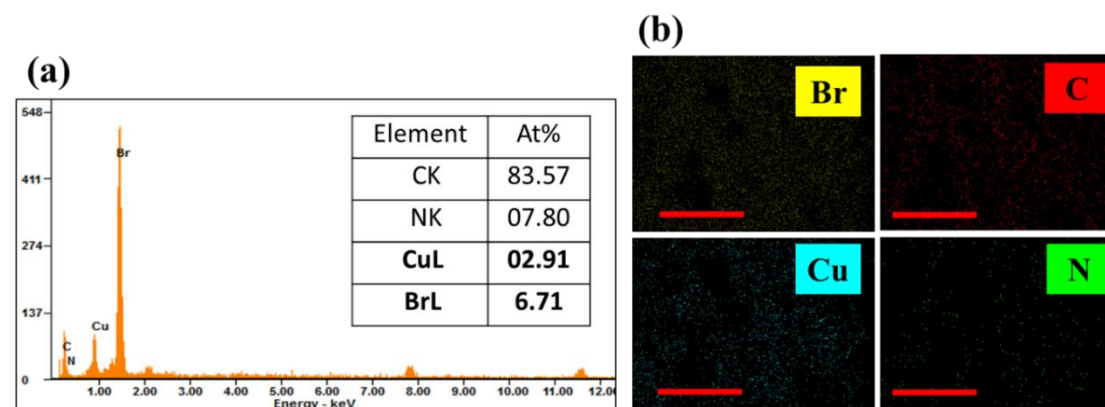 (a)
548
411
274
137
0
C
N
Cu
Br
1.00 2.00 3.00 4.00 5.00 6.00 7.00 8.00 9.00 10.00 11.00 12.00
Energy - keV
Element At%
CK 83.57
NK 07.80
CuL 02.91
BrL 6.71
(b)
Br
C
Cu
N